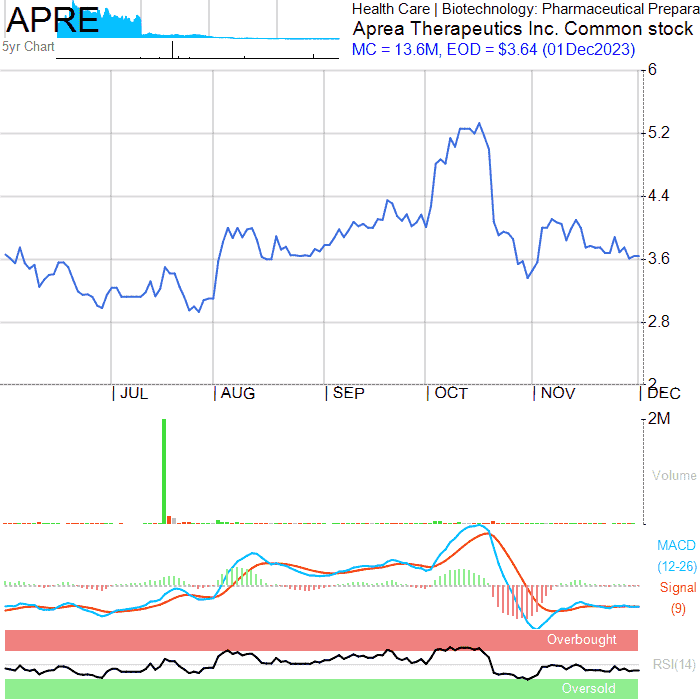 APRE
5yr Chart
Health Care | Biotechnology: Pharmaceutical Prepara
Aprea Therapeutics Inc. Common stock
MC = 13.6M, EOD = $3.64 (01Dec2023)
6
5.2
4.4
3.6
2.8
2
JUL
AUG
SEP
OCT
NOV
DEC
2M
Volume
MACD
(12-26)
Signal
(9)
Overbought
RSI(14)
Oversold